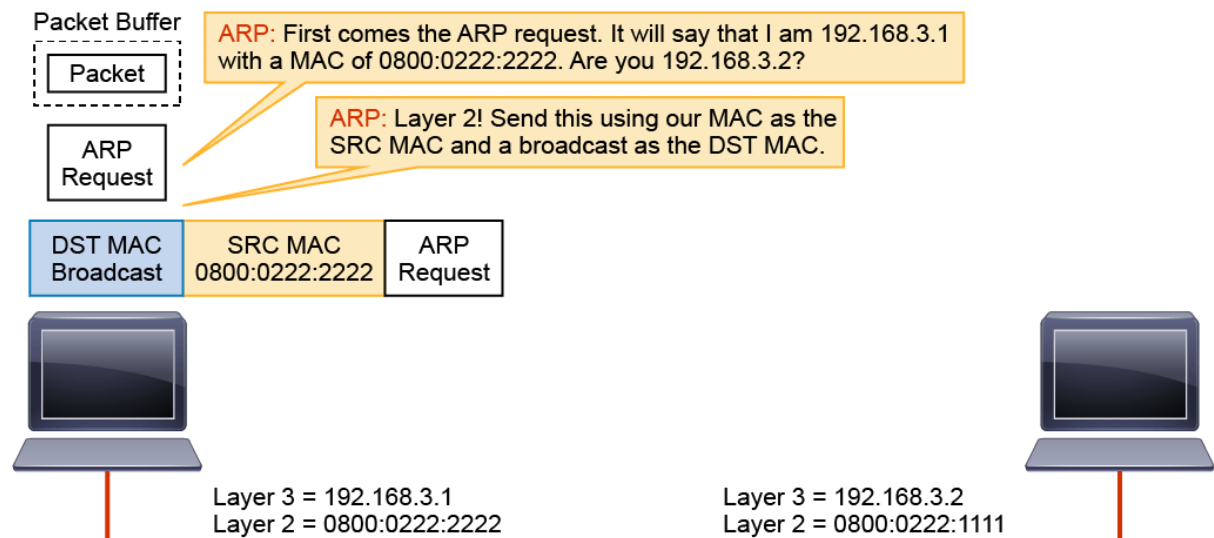 Packet Buffer
Packet
ARP: First comes the ARP request. It will say that I am 192.168.3.1
with a MAC of 0800:0222:2222. Are you 192.168.3.2?
ARP: Layer 2! Send this using our MAC as the
SRC MAC and a broadcast as the DST MAC.
ARP
Request
DST MAC
Broadcast
SRC MAC
0800:0222:2222
ARP
Request
Layer 3 = 192.168.3.1
Layer 2 = 0800:0222:2222
Layer 3 = 192.168.3.2
Layer 2 = 0800:0222:1111